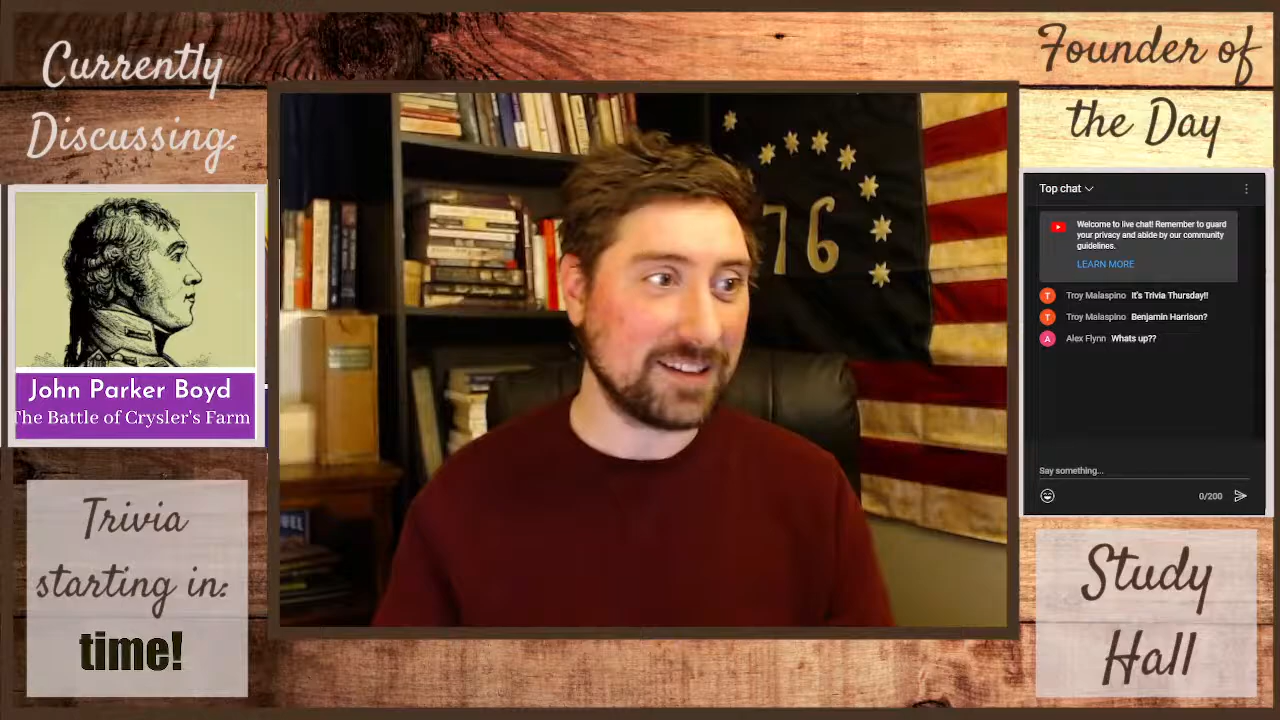 Currently
Discussing:
John Parker Boyd
The Battle of Crysler's Farm
Trivia
starting in:
time!
76
Founder of
the Day
Top chat
Welcome to live chat! Remember to guard
your privacy and abide by our community
guidelines.
LEARN MORE
T Troy Malaspino It's Trivia Thursday!!
T Troy Malaspino Benjamin Harrison?
A Alex Flynn Whats up??
Say something...
0/200
Study
Hall